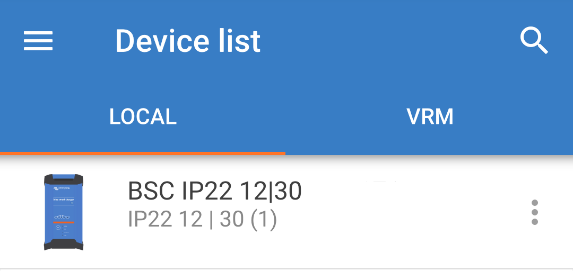 Device list
LOCAL
VRM
BSC IP22 12|30
IP22 12 | 30 (1)